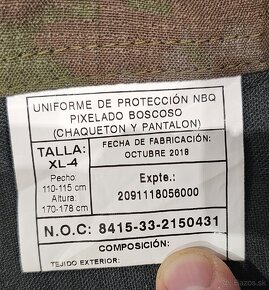 UNIFORME DE PROTECCIÓN NBQ
PIXELADO BOSCOSO
(CHAQUETON Y PANTALON)
TALLA:
XL-4
Pecho:
110-115 cm
Altura:
170-178 cm
FECHA DE FABRICACIÓN:
OCTUBRE 2018
Expte.:
2091118056000
N.O.C: 8415-33-2150431
COMPOSICIÓN:
TEJIDO EXTERIOR: